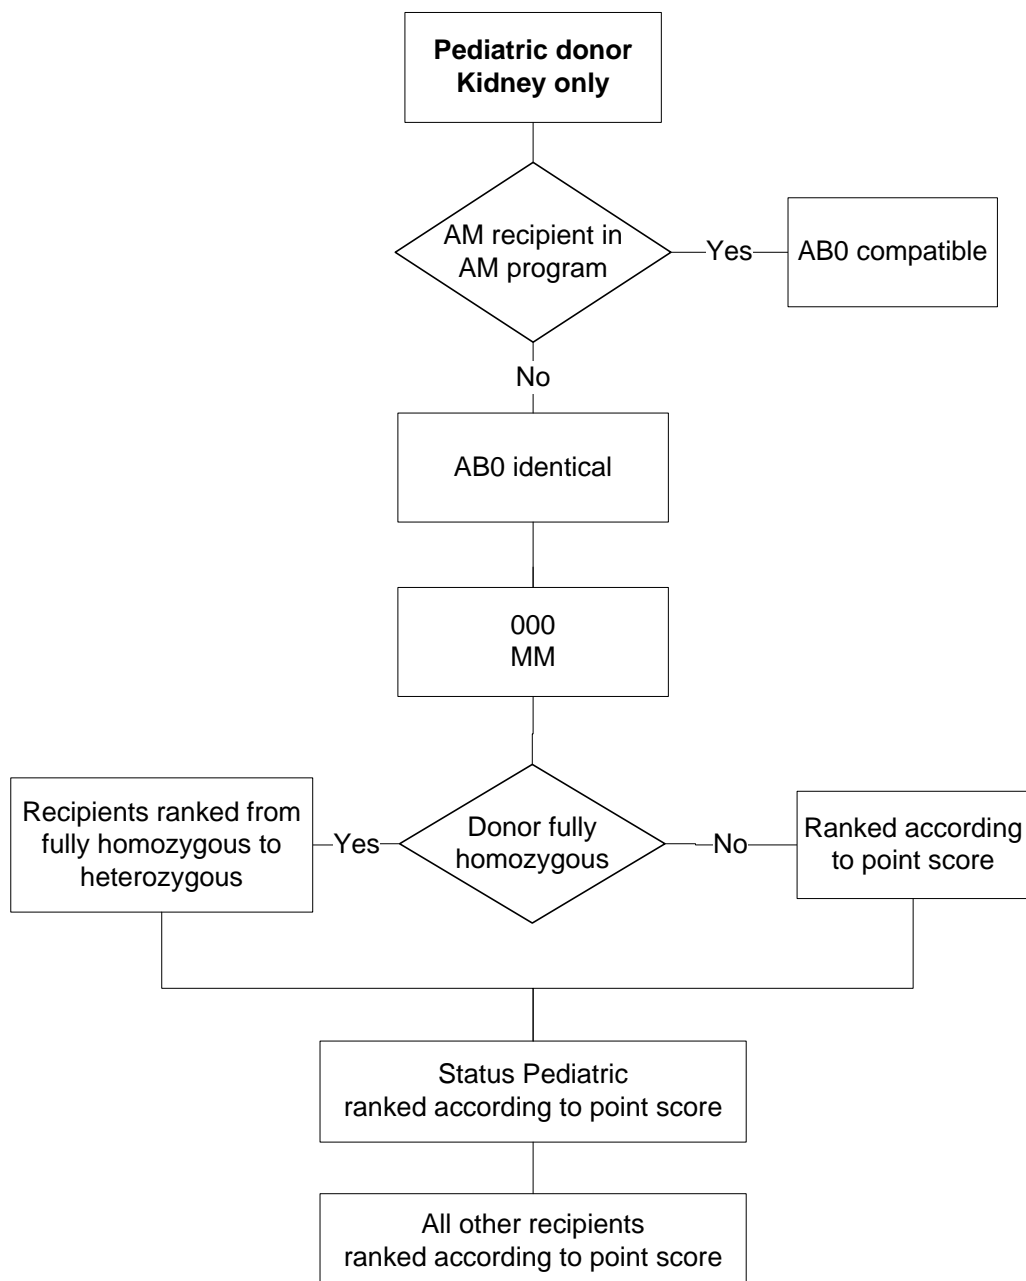 Pediatric donor
Kidney only
AM recipient in
AM program
Yes
AB0 compatible
No
AB0 identical
000
MM
Recipients ranked from
fully homozygous to
heterozygous
Yes
Donor fully
homozygous
No
Ranked according
to point score
Status Pediatric
ranked according to point score
All other recipients
ranked according to point score